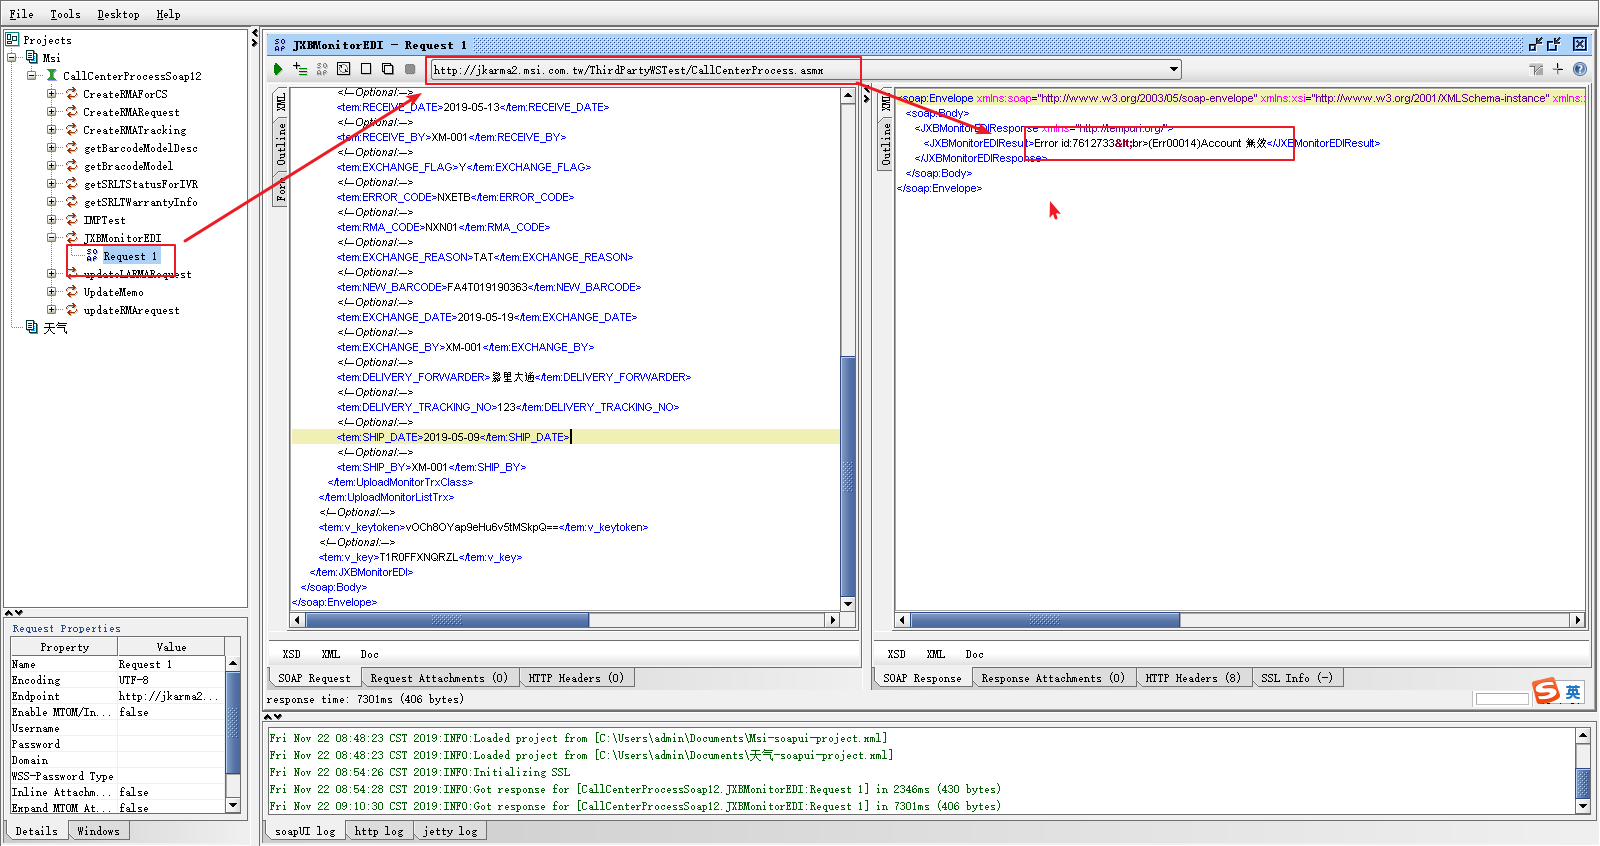 File Tools Desktop Help
Projects
Msi
CallCenterProcessSoap12
CreateRMAForCS
CreateRMARequest
CreateRMATracking
getBarcodeModelDesc
getBracodeModel
getSRLTStatusForIVR
getSRLTWarrantyInfo
IMPTest
JXBMonitorEDI
Request 1
updateLARMARequest
UpdateMemo
updateRMArequest
天气
Request Properties
Property Value
Name Request 1
Encoding UTF-8
Endpoint http://jkarma2...
Enable MTOM/In... false
Username
Password
Domain
WSS-Password Type
Inline Attachm... false
Expand MTOM At... false
Details Windows
JXBMonitorEDI - Request 1
http://jkarma2.msi.com.tw/ThirdPartyWSTest/CallCenterProcess.asmx
XML
Outline
Form
<!--Optional:-->
<tem:RECEIVE_DATE>2019-05-13</tem:RECEIVE_DATE>
<!--Optional:-->
<tem:RECEIVE_BY>XM-001</tem:RECEIVE_BY>
<!--Optional:-->
<tem:EXCHANGE_FLAG>Y</tem:EXCHANGE_FLAG>
<!--Optional:-->
<tem:ERROR_CODE>NXETB</tem:ERROR_CODE>
<!--Optional:-->
<tem:RMA_CODE>NXN01</tem:RMA_CODE>
<!--Optional:-->
<tem:EXCHANGE_REASON>TAT</tem:EXCHANGE_REASON>
<!--Optional:-->
<tem:NEW_BARCODE>FA4T019190363</tem:NEW_BARCODE>
<!--Optional:-->
<tem:EXCHANGE_DATE>2019-05-19</tem:EXCHANGE_DATE>
<!--Optional:-->
<tem:EXCHANGE_BY>XM-001</tem:EXCHANGE_BY>
<!--Optional:-->
<tem:DELIVERY_FORWARDER>嘉里大通</tem:DELIVERY_FORWARDER>
<!--Optional:-->
<tem:DELIVERY_TRACKING_NO>123</tem:DELIVERY_TRACKING_NO>
<!--Optional:-->
<tem:SHIP_DATE>2019-05-09</tem:SHIP_DATE>
<!--Optional:-->
<tem:SHIP_BY>XM-001</tem:SHIP_BY>
</tem:UploadMonitorTrxClass>
</tem:UploadMonitorListTrx>
<!--Optional:-->
<tem:v_keytoken>vOCh8OYap9eHu6v5tMSkpQ==</tem:v_keytoken>
<!--Optional:-->
<tem:v_key>T1R0FFXNQRZL</tem:v_key>
</tem:JXBMonitorEDI>
</soap:Body>
</soap:Envelope>
XSD XML Doc
SOAP Request Request Attachments (0) HTTP Headers (0)
response time: 7301ms (406 bytes)
XML
Outline
<soap:Envelope xmlns:soap="http://www.w3.org/2003/05/soap-envelope" xmlns:xsi="http://www.w3.org/2001/XMLSchema-instance" xmlns:
<soap:Body>
<JXBMonitorEDIResponse xmlns="http://tempuri.org/">
<JXBMonitorEDIResult>Error id:7612733&lt;br>(Err00014)Account 無效</JXBMonitorEDIResult>
</JXBMonitorEDIResponse>
</soap:Body>
</soap:Envelope>
XSD XML Doc
SOAP Response Response Attachments (0) HTTP Headers (8) SSL Info (-)
S 英
Fri Nov 22 08:48:23 CST 2019:INFO:Loaded project from [C:\Users\admin\Documents\Msi-soapui-project.xml]
Fri Nov 22 08:48:23 CST 2019:INFO:Loaded project from [C:\Users\admin\Documents\天气-soapui-project.xml]
Fri Nov 22 08:54:26 CST 2019:INFO:Initializing SSL
Fri Nov 22 08:54:28 CST 2019:INFO:Got response for [CallCenterProcessSoap12.JXBMonitorEDI:Request 1] in 2346ms (430 bytes)
Fri Nov 22 09:10:30 CST 2019:INFO:Got response for [CallCenterProcessSoap12.JXBMonitorEDI:Request 1] in 7301ms (406 bytes)
soapUI log http log jetty log